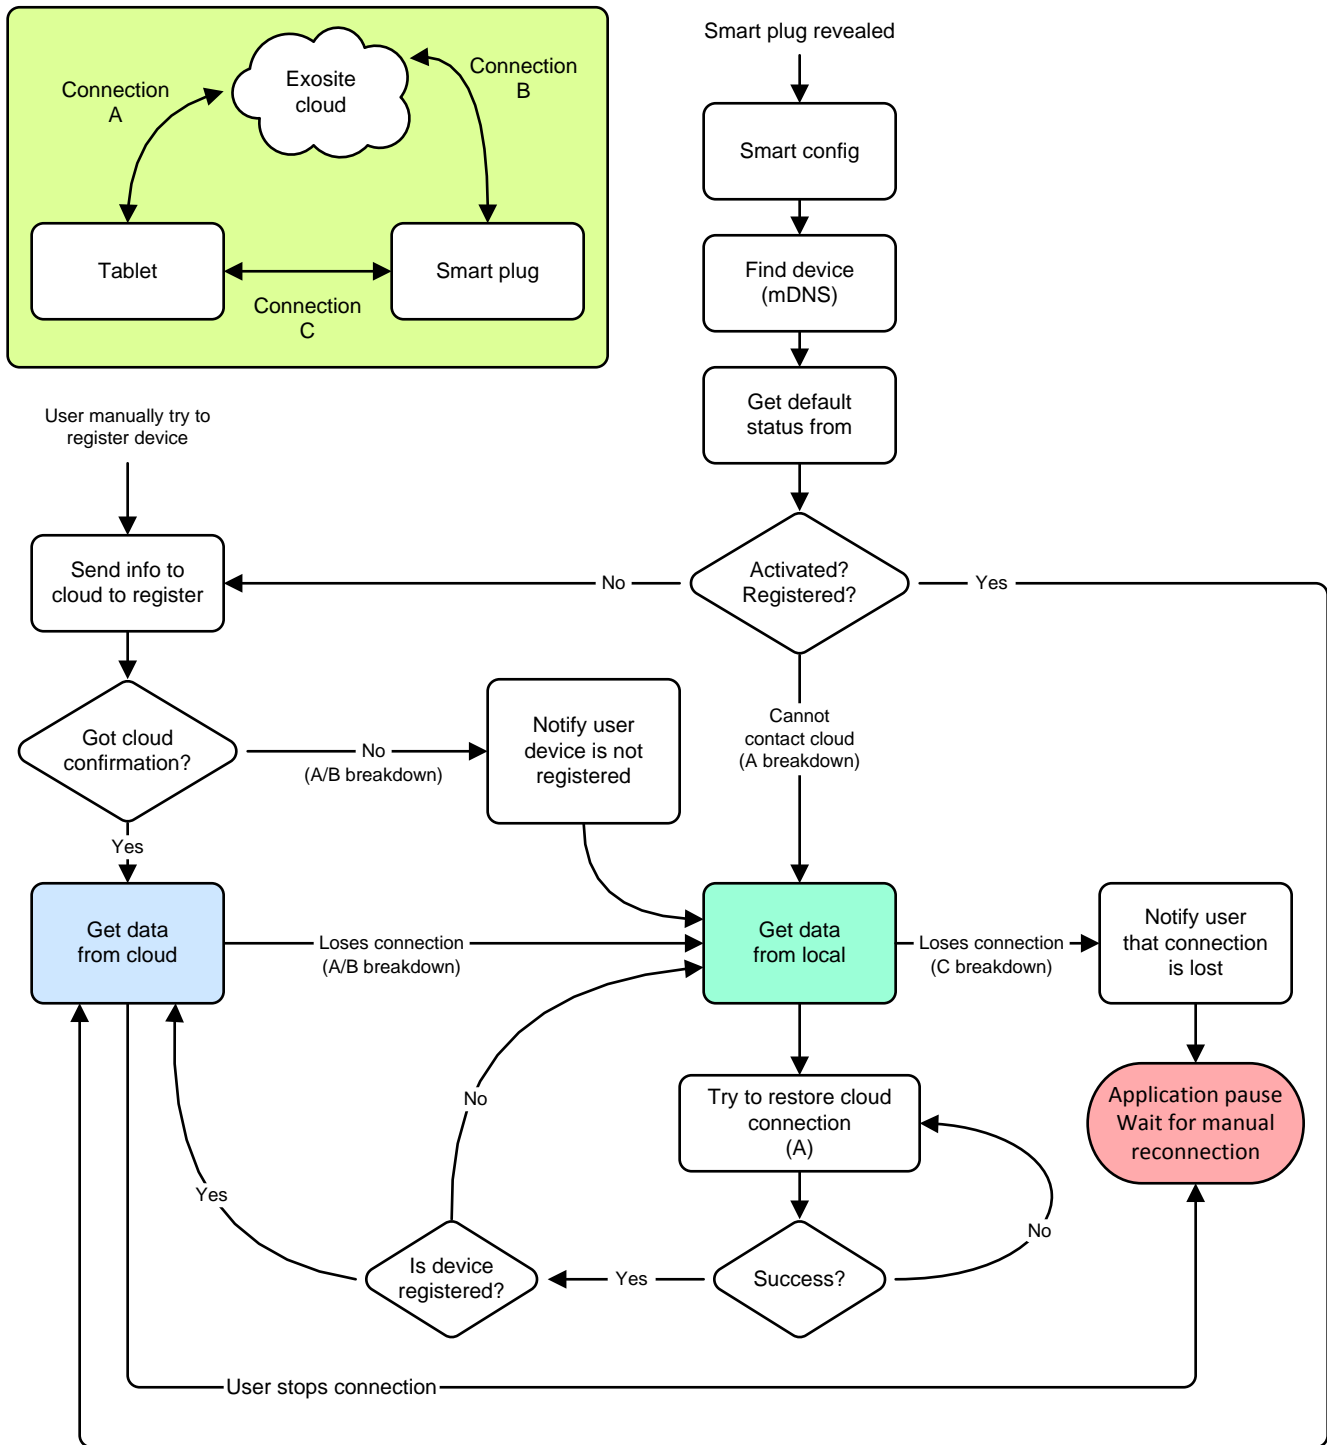 Exosite
cloud
Connection
A
Connection
B
Tablet
Smart plug
Connection
C
Smart plug revealed
Smart config
Find device
(mDNS)
Get default
status from
User manually try to
register device
Send info to
cloud to register
No
Activated?
Registered?
Yes
Got cloud
confirmation?
No
(A/B breakdown)
Notify user
device is not
registered
Cannot
contact cloud
(A breakdown)
Yes
Get data
from cloud
Loses connection
(A/B breakdown)
Get data
from local
Loses connection
(C breakdown)
Notify user
that connection
is lost
Try to restore cloud
connection
(A)
Application pause
Wait for manual
reconnection
No
Yes
No
Is device
registered?
Yes
Success?
User stops connection